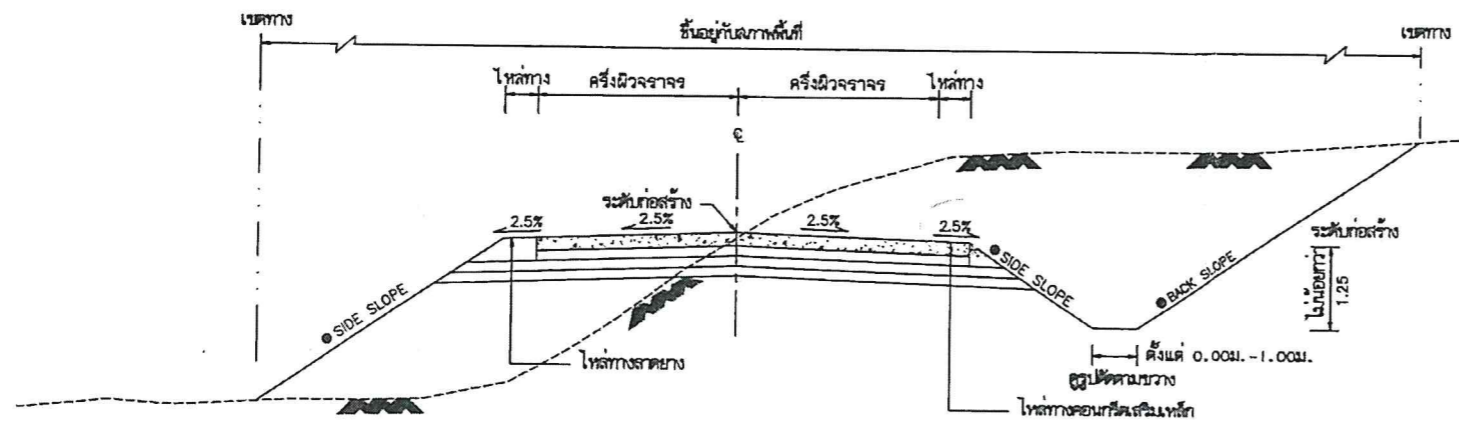 เขตทาง
ขึ้นอยู่กับสภาพพื้นที่
เขตทาง
ไหล่ทาง
ครึ่งผิวจราจร
ครึ่งผิวจราจร
ไหล่ทาง
℄
ระดับก่อสร้าง
2.5%
2.5%
2.5%
2.5%
ระดับก่อสร้าง
ไม่น้อยกว่า
1.25
SIDE SLOPE
SIDE SLOPE
BACK SLOPE
ไหล่ทางลาดยาง
ตั้งแต่ 0.00ม.-1.00ม.
ดูรูปตัดตามขวาง
ไหล่ทางคอนกรีตเสริมเหล็ก